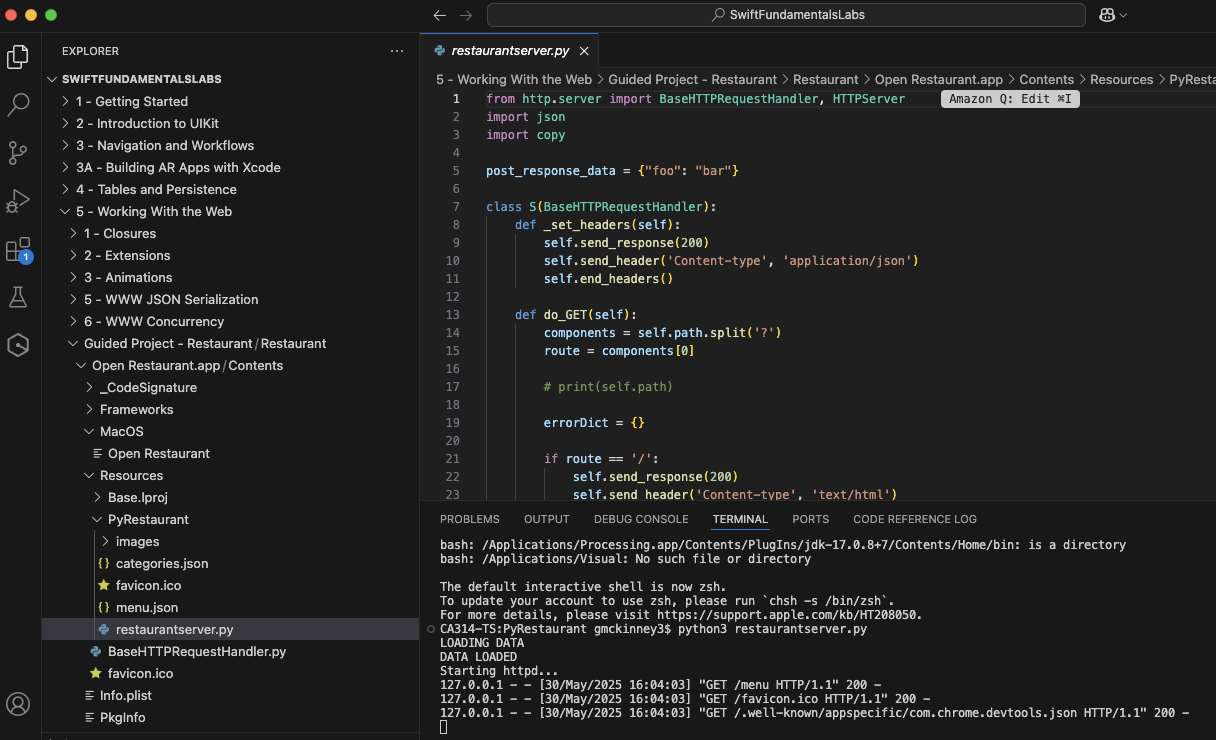 SwiftFundamentalsLabs
EXPLORER
SWIFTFUNDAMENTALSLABS
1 - Getting Started
2 - Introduction to UIKit
3 - Navigation and Workflows
3A - Building AR Apps with Xcode
4 - Tables and Persistence
5 - Working With the Web
1 - Closures
2 - Extensions
3 - Animations
5 - WWW JSON Serialization
6 - WWW Concurrency
Guided Project - Restaurant / Restaurant
Open Restaurant.app / Contents
_CodeSignature
Frameworks
MacOS
Open Restaurant
Resources
Base.lproj
PyRestaurant
images
categories.json
favicon.ico
menu.json
restaurantserver.py
BaseHTTPRequestHandler.py
favicon.ico
Info.plist
PkgInfo
1
restaurantserver.py
5 - Working With the Web > Guided Project - Restaurant > Restaurant > Open Restaurant.app > Contents > Resources > PyResta
1 from http.server import BaseHTTPRequestHandler, HTTPServer Amazon Q: Edit ⌘I
2 import json
3 import copy
4
5 post_response_data = {"foo": "bar"}
6
7 class S(BaseHTTPRequestHandler):
8 def _set_headers(self):
9 self.send_response(200)
10 self.send_header('Content-type', 'application/json')
11 self.end_headers()
12
13 def do_GET(self):
14 components = self.path.split('?')
15 route = components[0]
16
17 # print(self.path)
18
19 errorDict = {}
20
21 if route == '/':
22 self.send_response(200)
23 self.send_header('Content-type', 'text/html')
PROBLEMS OUTPUT DEBUG CONSOLE TERMINAL PORTS CODE REFERENCE LOG
bash: /Applications/Processing.app/Contents/PlugIns/jdk-17.0.8+7/Contents/Home/bin: is a directory
bash: /Applications/Visual: No such file or directory
The default interactive shell is now zsh.
To update your account to use zsh, please run `chsh -s /bin/zsh`.
For more details, please visit https://support.apple.com/kb/HT208050.
CA314-TS:PyRestaurant gmckinney3$ python3 restaurantserver.py
LOADING DATA
DATA LOADED
Starting httpd...
127.0.0.1 - - [30/May/2025 16:04:03] "GET /menu HTTP/1.1" 200 -
127.0.0.1 - - [30/May/2025 16:04:03] "GET /favicon.ico HTTP/1.1" 200 -
127.0.0.1 - - [30/May/2025 16:04:03] "GET /.well-known/appspecific/com.chrome.devtools.json HTTP/1.1" 200 -